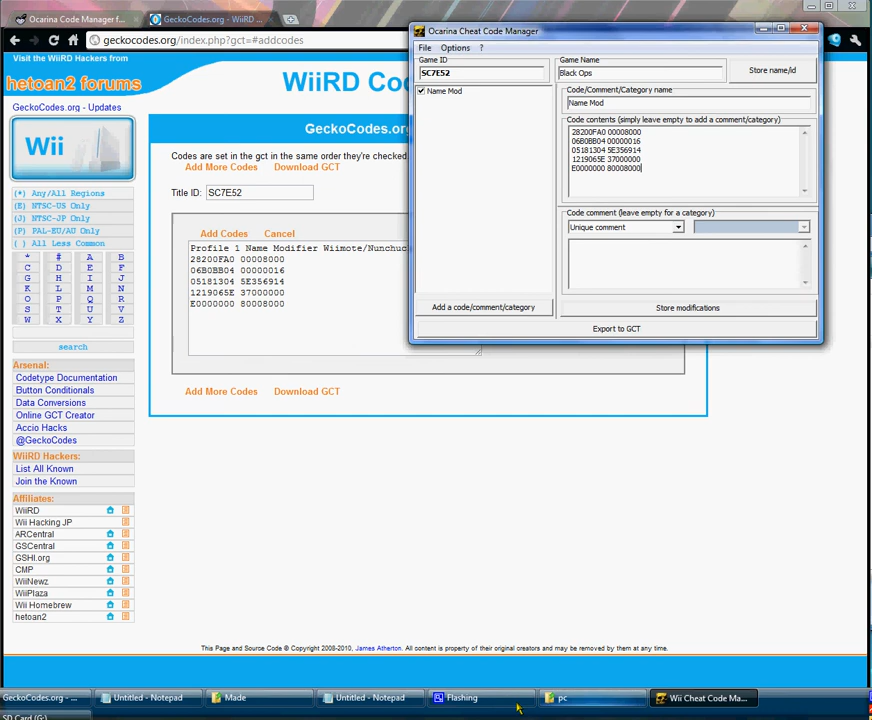 Ocarina Cheat Code Manager f...
GeckoCodes.org - WiiRD ...
geckocodes.org/index.php?gct=#addcodes
Visit the WiiRD Hackers from
hetoan2 forums
GeckoCodes.org - Updates
Wii
(*) Any/All Regions
(E) NTSC-US Only
(J) NTSC-JP Only
(P) PAL-EU/AU Only
( ) All Less Common
* # A B
C D E F
G H I J
K L M N
O P Q R
S T U V
W X Y Z
search
Arsenal:
Codetype Documentation
Button Conditionals
Data Conversions
Online GCT Creator
Accio Hacks
@GeckoCodes
WiiRD Hackers:
List All Known
Join the Known
Affiliates:
WiiRD
Wii Hacking JP
ARCentral
GSCentral
GSHI.org
CMP
WiiNewz
WiiPlaza
Wii Homebrew
hetoan2
WiiRD Co
GeckoCodes.org
Codes are set in the gct in the same order they're checked.
Add More Codes Download GCT
Title ID: SC7E52
Add Codes Cancel
Profile 1 Name Modifier Wiimote/Nunchuc
28200FA0 00008000
06B0BB04 00000016
05181304 5E356914
1219065E 37000000
E0000000 80008000
Add More Codes Download GCT
This Page and Source Code © Copyright 2008-2010, James Atherton. All content is property of their original creators and may be removed by them at any time.
Ocarina Cheat Code Manager
File Options ?
Game ID
SC7E52
Game Name
Black Ops
Store name/id
Name Mod
Code/Comment/Category name
Name Mod
Code contents (simply leave empty to add a comment/category)
28200FA0 00008000
06B0BB04 00000016
05181304 5E356914
1219065E 37000000
E0000000 80008000
Code comment (leave empty for a category)
Unique comment
Add a code/comment/category
Store modifications
Export to GCT
GeckoCodes.org - ...
Untitled - Notepad
Made
Untitled - Notepad
Flashing
pc
Wii Cheat Code Ma...
SD Card (G:)